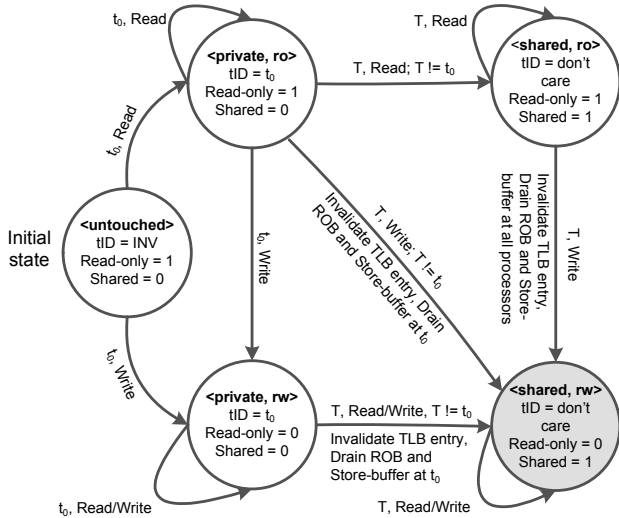 t0, Read
<private, ro>
tID = t0
Read-only = 1
Shared = 0
T, Read; T != t0
T, Read
<shared, ro>
tID = don't
care
Read-only = 1
Shared = 1
t0, Read
Initial
state
<untouched>
tID = INV
Read-only = 1
Shared = 0
t0, Write
T, Write; T != t0
Invalidate TLB entry, Drain
ROB and Store-buffer at t0
T, Write
Invalidate TLB entry,
Drain ROB and Store-
buffer at all processors
t0, Write
<private, rw>
tID = t0
Read-only = 0
Shared = 0
T, Read/Write, T != t0
Invalidate TLB entry,
Drain ROB and
Store-buffer at t0
<shared, rw>
tID = don't
care
Read-only = 0
Shared = 1
t0, Read/Write
T, Read/Write